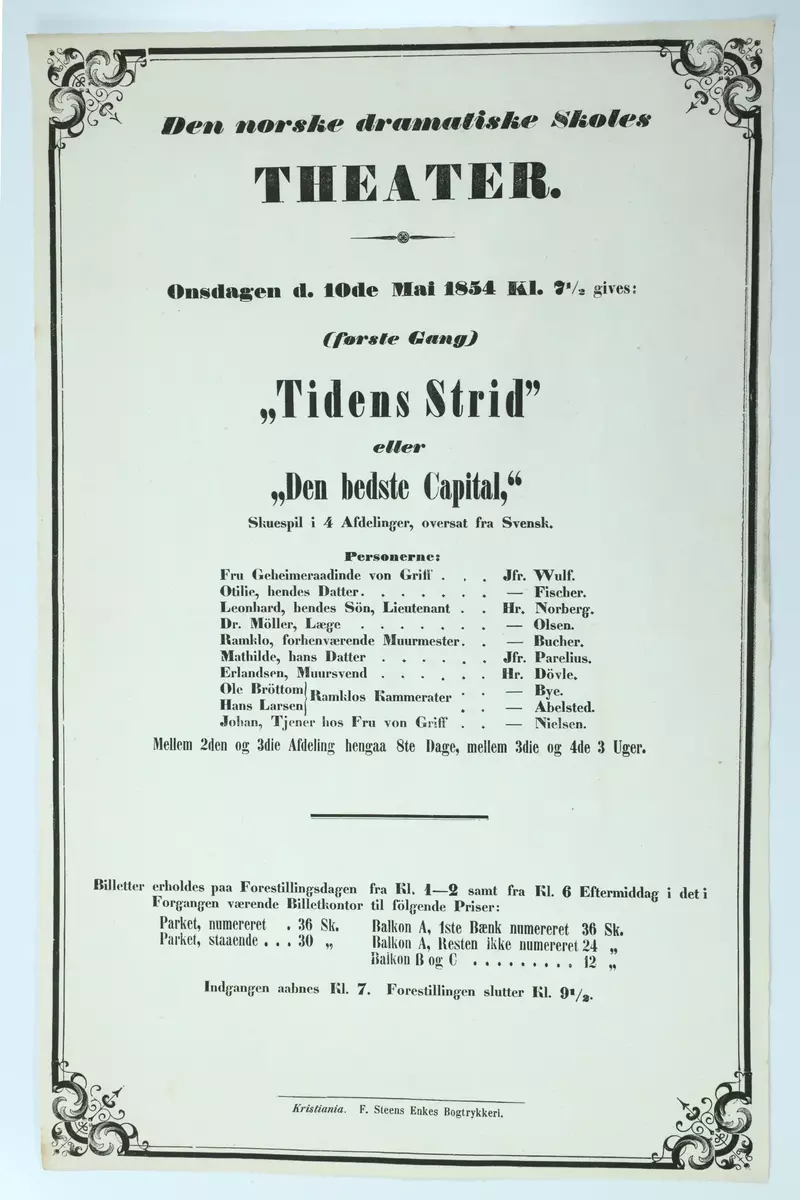 Den norske dramatiske Skoles
THEATER.
Onsdagen d. 10de Mai 1854 Kl. 7¹/₂ gives:
(første Gang)
„Tidens Strid”
eller
„Den bedste Capital,“
Skuespil i 4 Afdelinger, oversat fra Svensk.
Personerne:
Fru Geheimeraadinde von Griff . . . Jfr. Wulf.
Otilie, hendes Datter. . . . . . . — Fischer.
Leonhard, hendes Sön, Lieutenant . . Hr. Norberg.
Dr. Möller, Læge . . . . . . . — Olsen.
Ramklo, forhenværende Muurmester. . — Bucher.
Mathilde, hans Datter . . . . . . Jfr. Parelius.
Erlandsen, Muursvend . . . . . . Hr. Dövle.
Ole Bröttom} Ramklos Kammerater . . — Bye.
Hans Larsen} . . — Abelsted.
Johan, Tjener hos Fru von Griff . . — Nielsen.
Mellem 2den og 3die Afdeling hengaa 8te Dage, mellem 3die og 4de 3 Uger.
Billetter erholdes paa Forestillingsdagen fra Kl. 1—2 samt fra Kl. 6 Eftermiddag i det i
Forgangen værende Billetkontor til fölgende Priser:
Parket, numereret . 36 Sk. Balkon A, 1ste Bænk numereret 36 Sk.
Parket, staaende . . . 30 „ Balkon A, Resten ikke numereret 24 „
Balkon B og C . . . . . . . . . 12 „
Indgangen aabnes Kl. 7. Forestillingen slutter Kl. 9¹/₂.
Kristiania. F. Steens Enkes Bogtrykkeri.